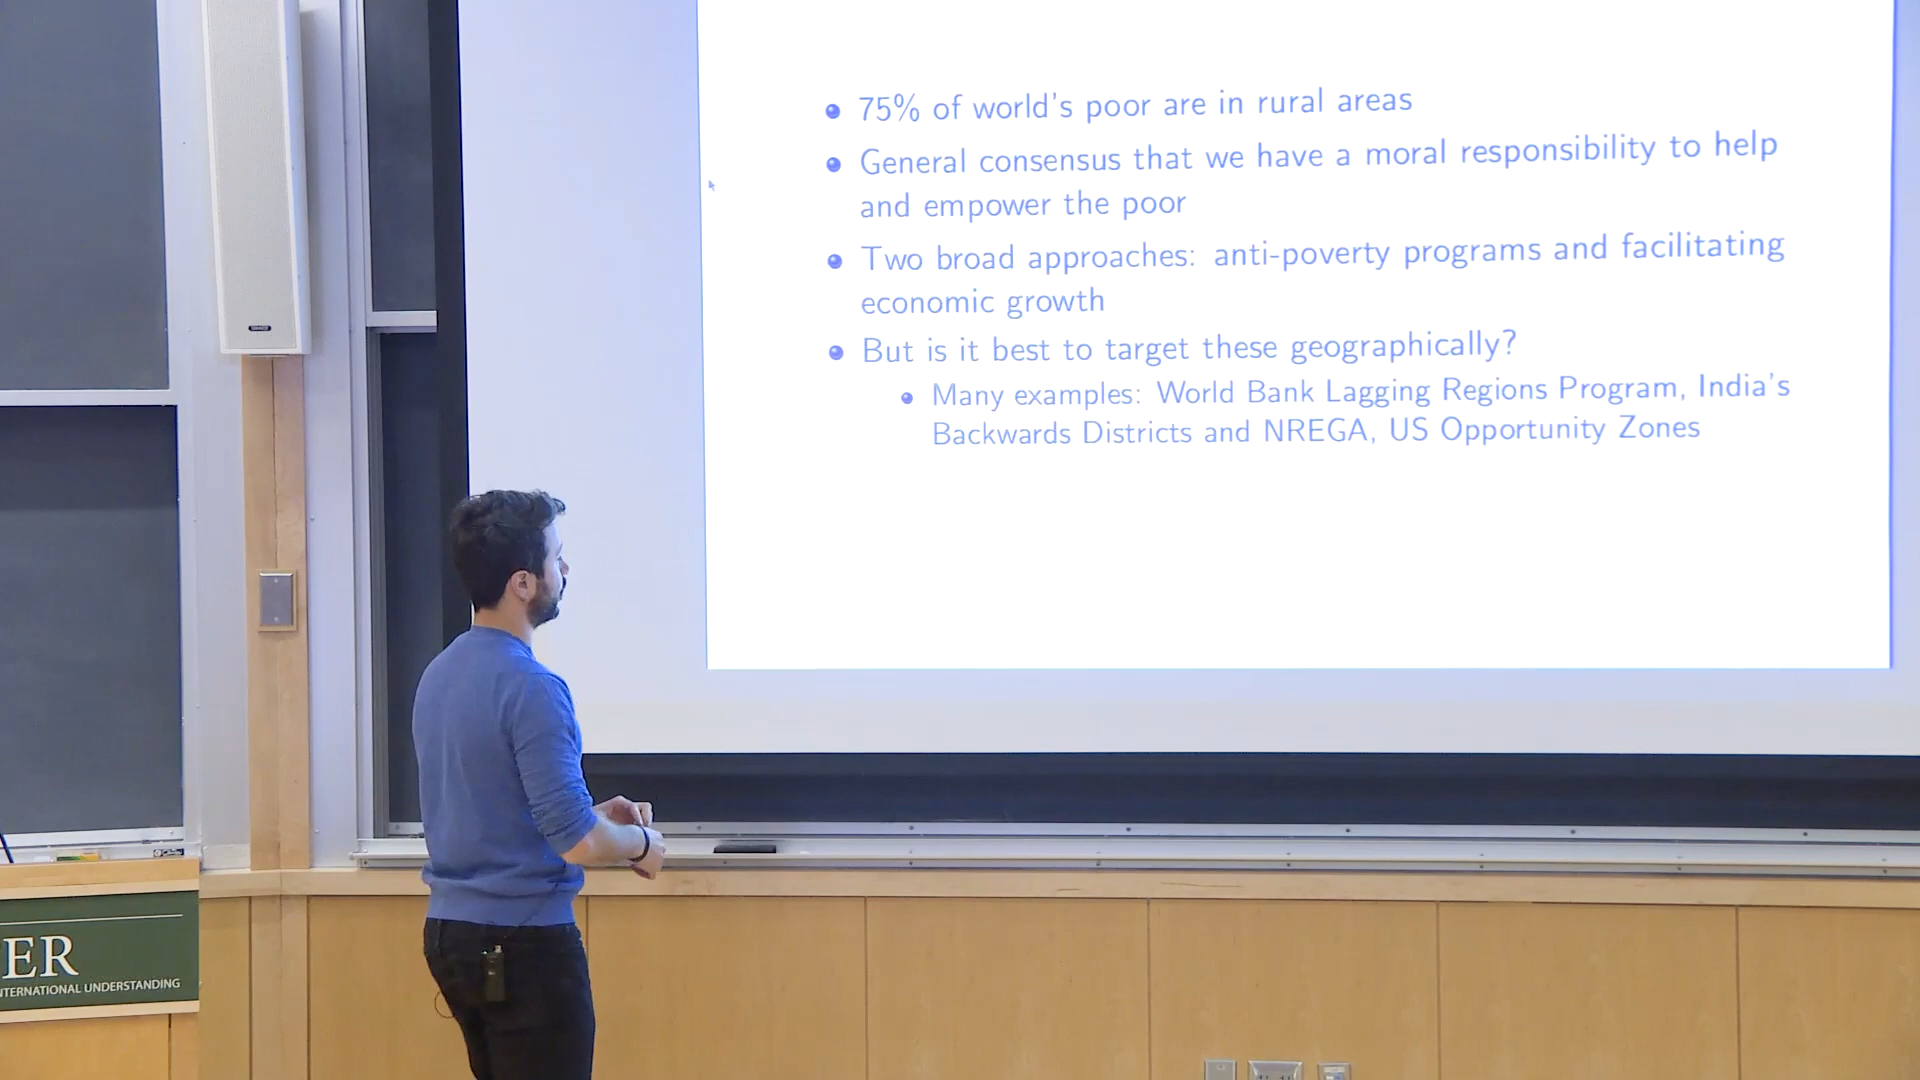 75% of world's poor are in rural areas
General consensus that we have a moral responsibility to help
and empower the poor
Two broad approaches: anti-poverty programs and facilitating
economic growth
But is it best to target these geographically?
Many examples: World Bank Lagging Regions Program, India's
Backwards Districts and NREGA, US Opportunity Zones
ER
NTERNATIONAL UNDERSTANDING